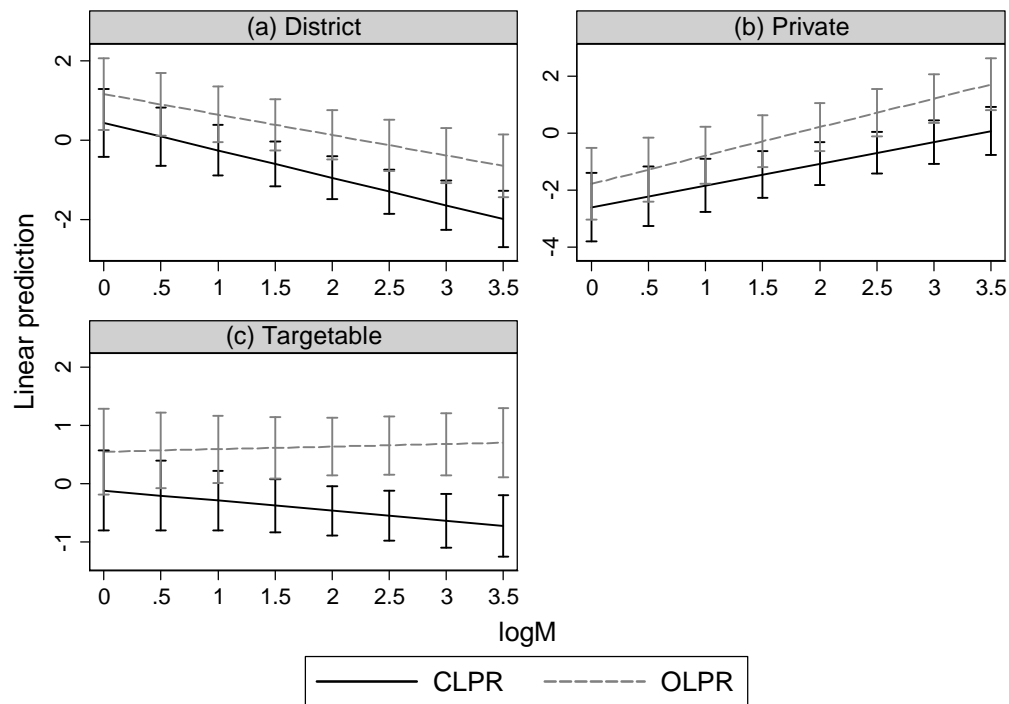 (a) District
(b) Private
2
0
-2
2
0
-2
-4
0 .5 1 1.5 2 2.5 3 3.5
0 .5 1 1.5 2 2.5 3 3.5
Linear prediction
(c) Targetable
2
1
0
-1
0 .5 1 1.5 2 2.5 3 3.5
logM
CLPR OLPR